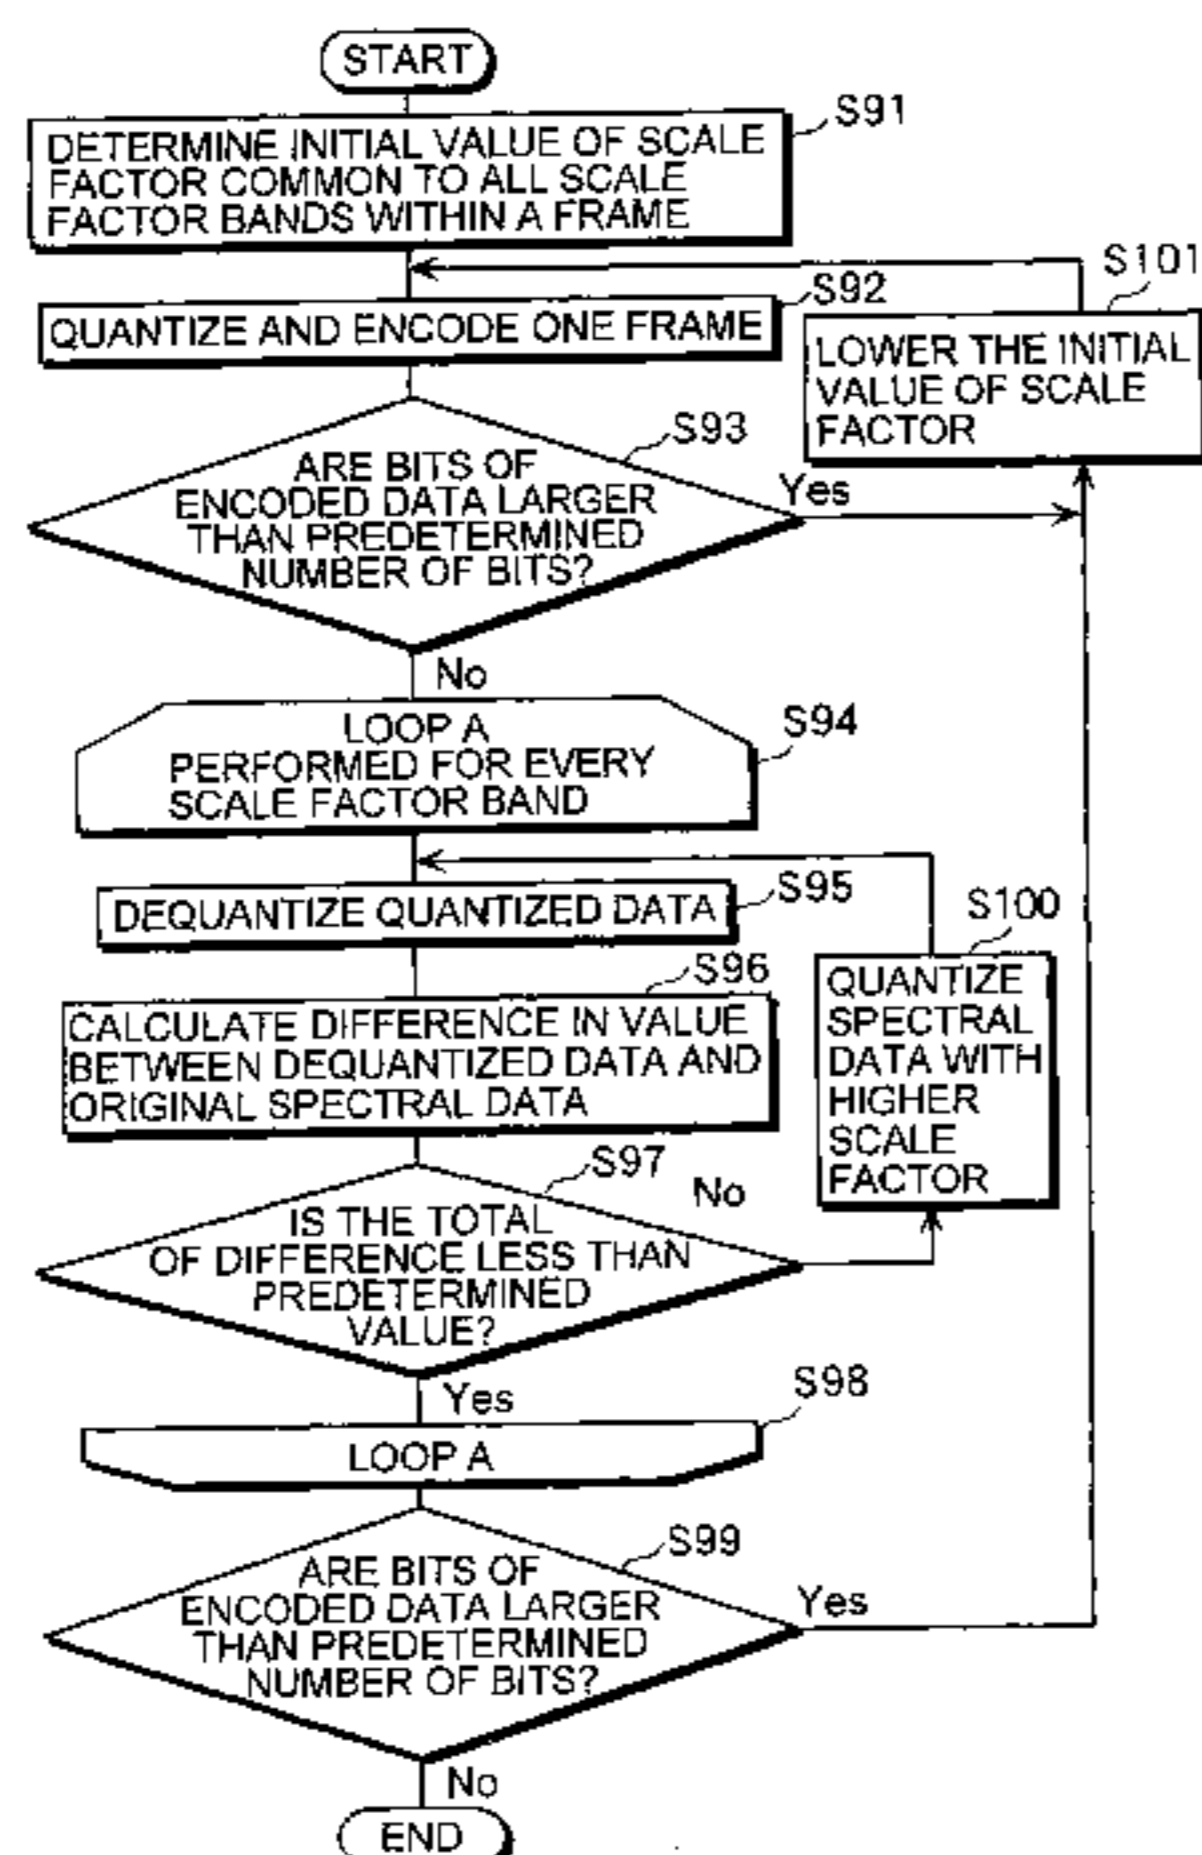 START
S91
DETERMINE INITIAL VALUE OF SCALE
FACTOR COMMON TO ALL SCALE
FACTOR BANDS WITHIN A FRAME
S101
S92
QUANTIZE AND ENCODE ONE FRAME
LOWER THE INITIAL
VALUE OF SCALE
FACTOR
S93
ARE BITS OF
ENCODED DATA LARGER
THAN PREDETERMINED
NUMBER OF BITS?
Yes
No
S94
LOOP A
PERFORMED FOR EVERY
SCALE FACTOR BAND
S95
DEQUANTIZE QUANTIZED DATA
S100
QUANTIZE
SPECTRAL
DATA WITH
HIGHER
SCALE
FACTOR
S96
CALCULATE DIFFERENCE IN VALUE
BETWEEN DEQUANTIZED DATA AND
ORIGINAL SPECTRAL DATA
S97
No
IS THE TOTAL
OF DIFFERENCE LESS THAN
PREDETERMINED
VALUE?
Yes
S98
LOOP A
S99
ARE BITS OF
ENCODED DATA LARGER
THAN PREDETERMINED
NUMBER OF BITS?
Yes
No
END